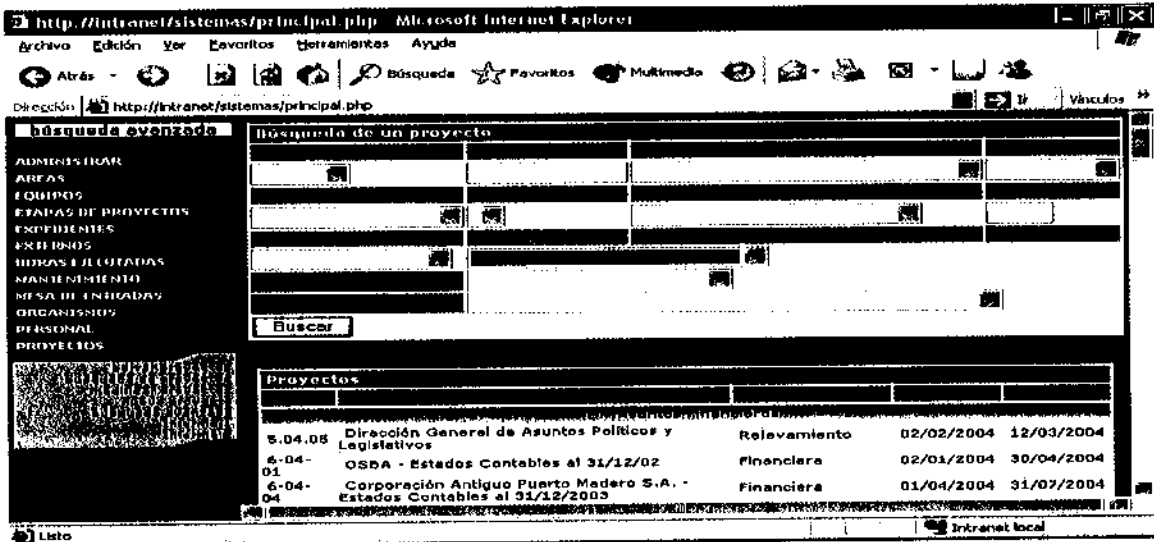 http://intranet/sistemas/principal.php - Microsoft Internet Explorer
Archivo Edición Ver Favoritos Herramientas Ayuda
Atrás - Búsqueda Favoritos Multimedia
Dirección http://intranet/sistemas/principal.php Ir Vínculos »
búsqueda avanzada
ADMINISTRAR
AREAS
EQUIPOS
ETAPAS DE PROYECTOS
EXPEDIENTES
EXTERNOS
HORAS EJECUTADAS
MANTENIMIENTO
MESA DE ENTRADAS
ORGANISMOS
PERSONAL
PROYECTOS
Búsqueda de un proyecto
Buscar
Proyectos
5.04.08 Dirección General de Asuntos Políticos y Legislativos Relevamiento 02/02/2004 12/03/2004
6-04-01 OSBA - Estados Contables al 31/12/02 Financiera 02/01/2004 30/04/2004
6-04-04 Corporación Antiguo Puerto Madero S.A. - Estados Contables al 31/12/2003 Financiera 01/04/2004 31/07/2004
Listo Intranet local